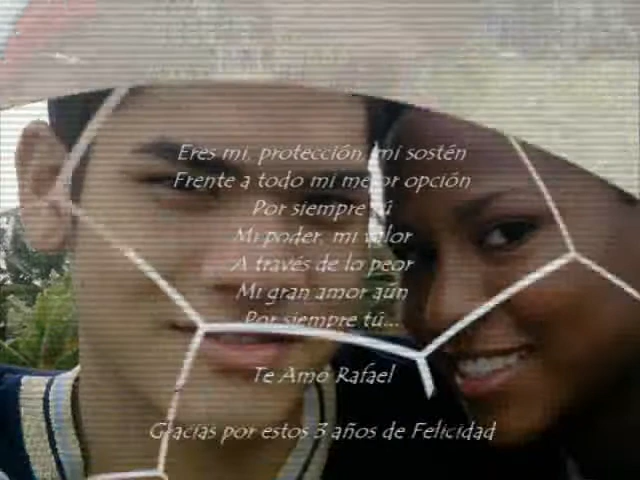 Eres mi, protección, mi sostén
Frente a todo mi mejor opción
Por siempre tú
Mi poder, mi valor
A través de lo peor
Mi gran amor aún
Por siempre tú...
Te Amo Rafael
Gracias por estos 3 años de Felicidad